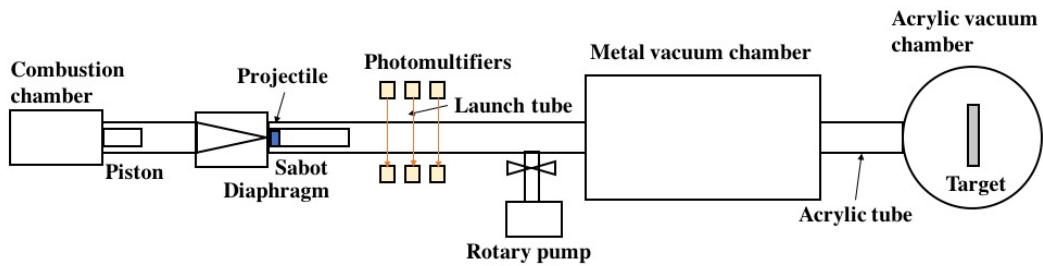 Acrylic vacuum
chamber
Metal vacuum chamber
Combustion
chamber
Projectile
Photomultifiers
Launch tube
Piston
Sabot
Diaphragm
Target
Acrylic tube
Rotary pump